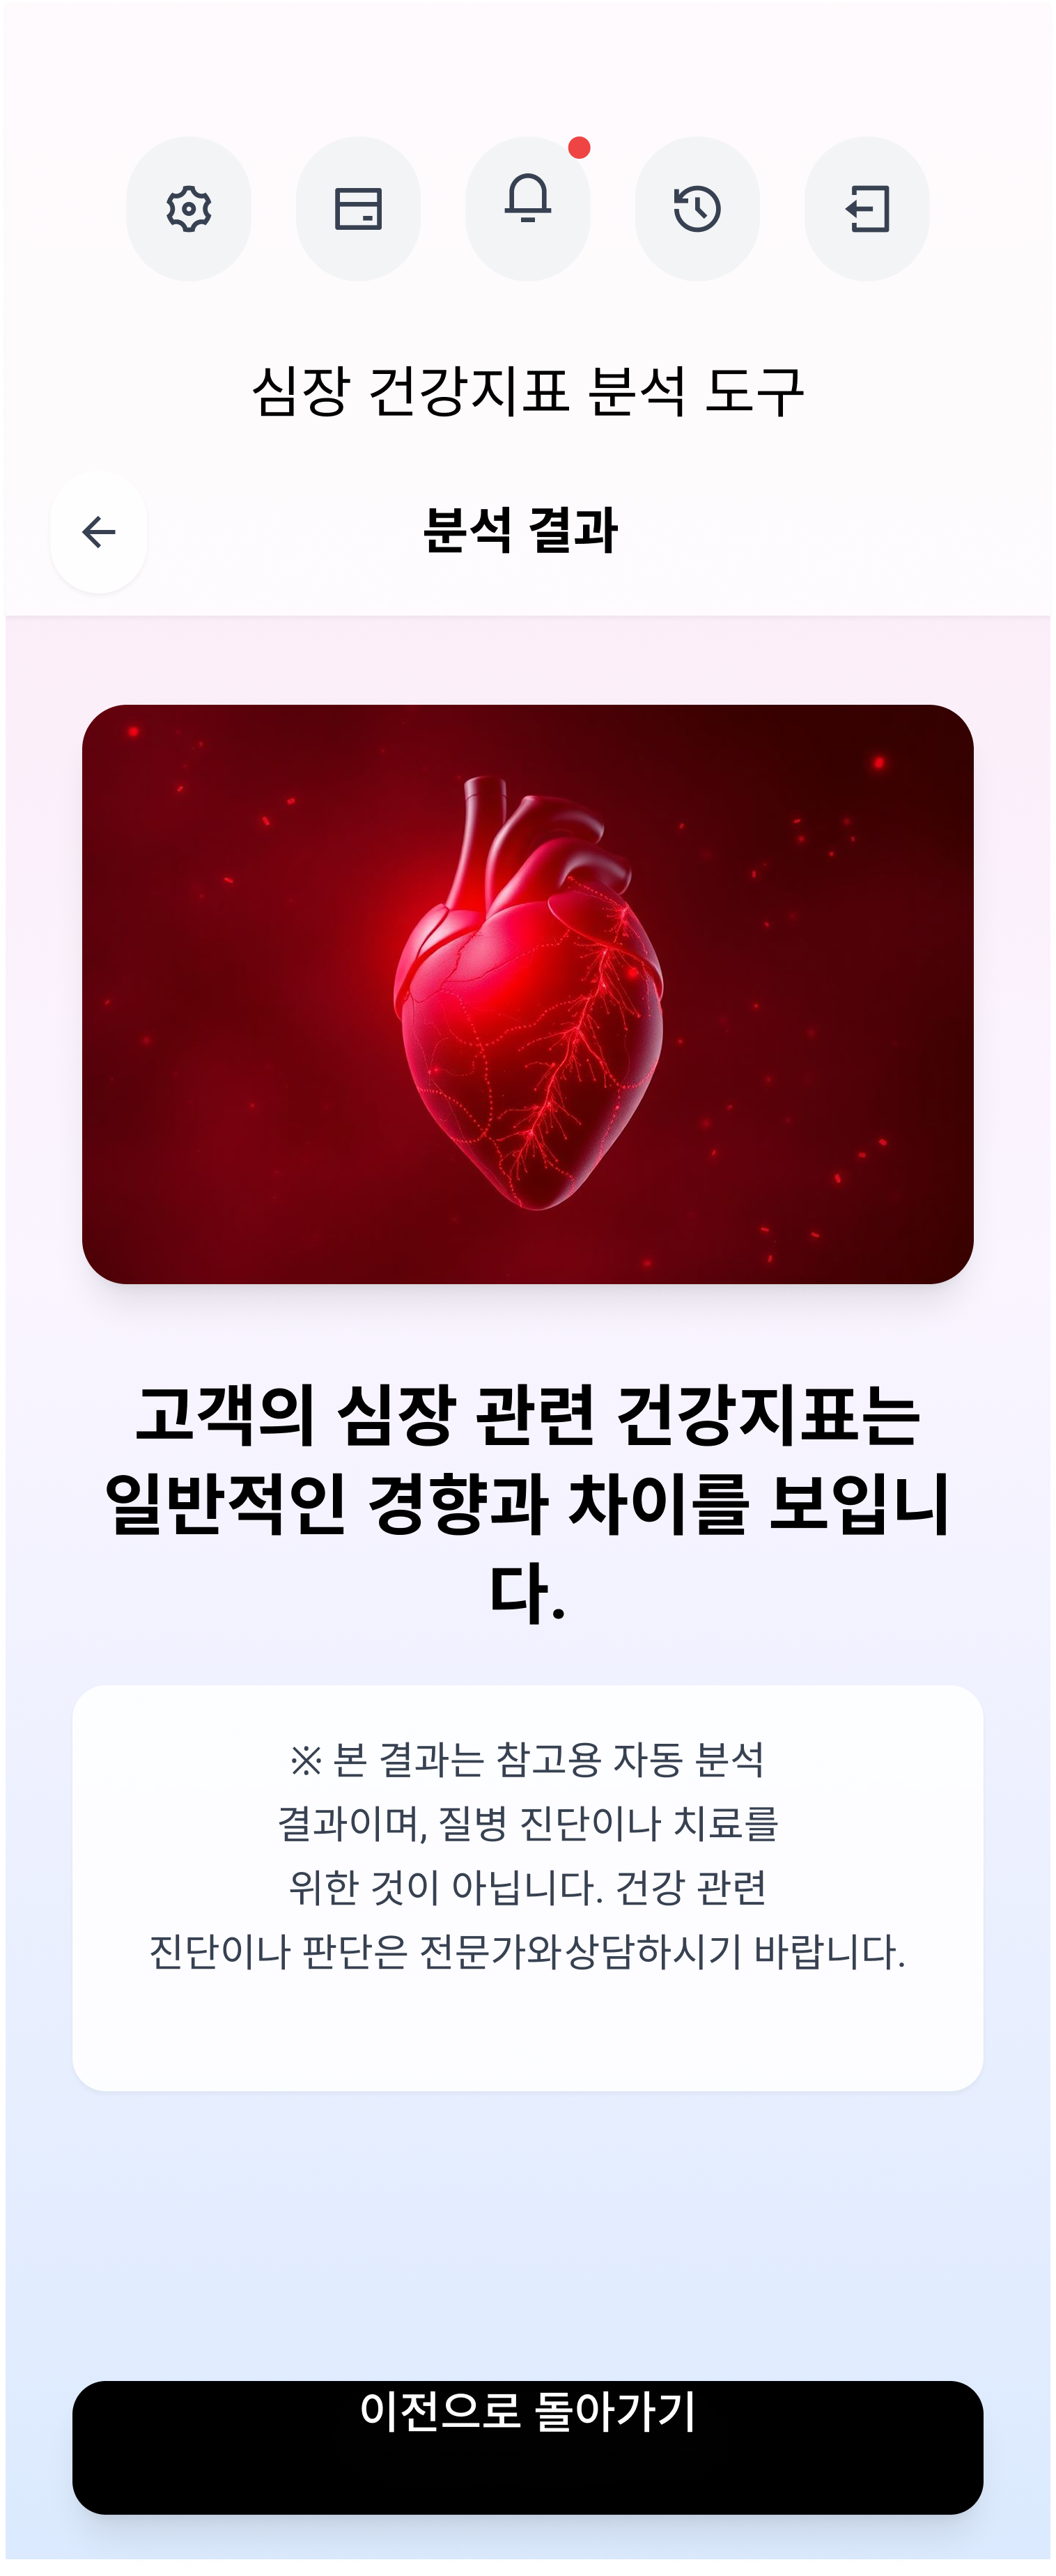 심장 건강지표 분석 도구
분석 결과
고객의 심장 관련 건강지표는
일반적인 경향과 차이를 보입니
다.
※ 본 결과는 참고용 자동 분석
결과이며, 질병 진단이나 치료를
위한 것이 아닙니다. 건강 관련
진단이나 판단은 전문가와상담하시기 바랍니다.
이전으로 돌아가기